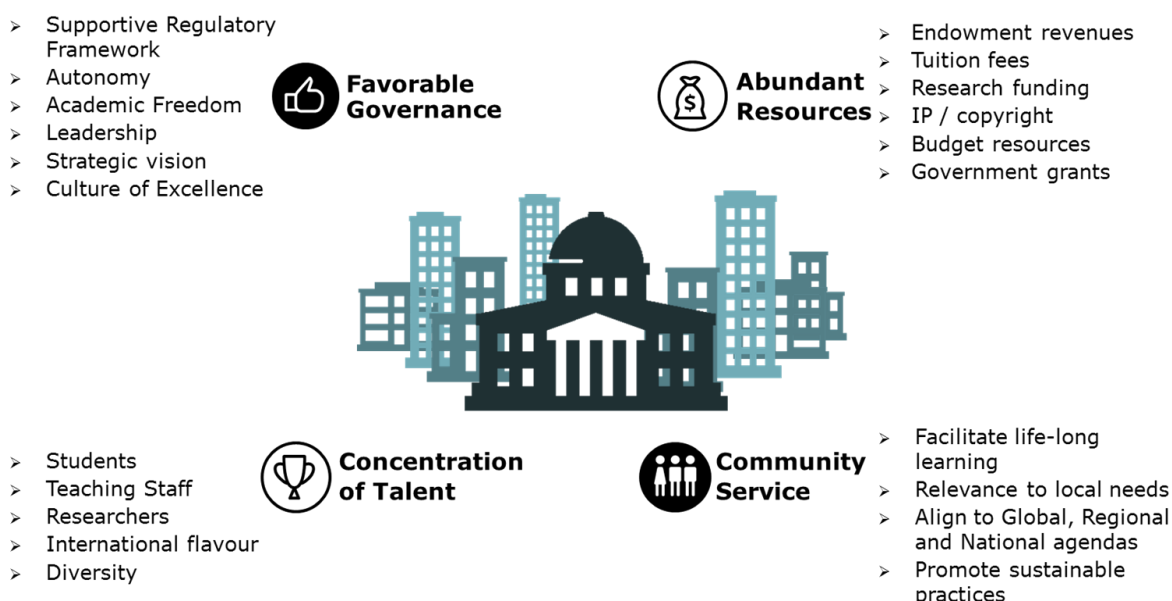 ➢ Supportive Regulatory
Framework
➢ Autonomy
➢ Academic Freedom
➢ Leadership
➢ Strategic vision
➢ Culture of Excellence
Favorable
Governance
Abundant
Resources
➢ Endowment revenues
➢ Tuition fees
➢ Research funding
➢ IP / copyright
➢ Budget resources
➢ Government grants
$
➢ Students
➢ Teaching Staff
➢ Researchers
➢ International flavour
➢ Diversity
Concentration
of Talent
Community
Service
➢ Facilitate life-long
learning
➢ Relevance to local needs
➢ Align to Global, Regional
and National agendas
➢ Promote sustainable
practices